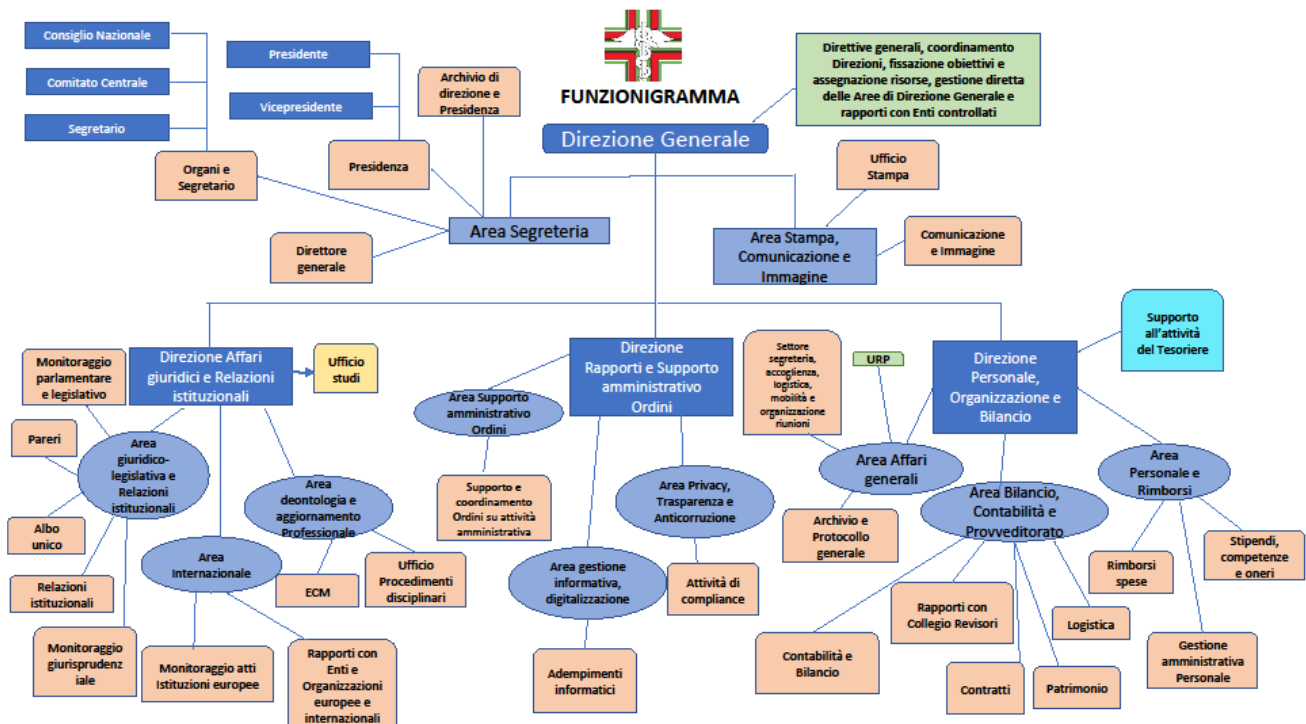 Consiglio Nazionale
Comitato Centrale
Segretario
Presidente
Vicepresidente
Archivio di
direzione e
Presidenza
FUNZIONIGRAMMA
Direzione Generale
Direttive generali, coordinamento
Direzioni, fissazione obiettivi e
assegnazione risorse, gestione diretta
delle Aree di Direzione Generale e
rapporti con Enti controllati
Organi e
Segretario
Presidenza
Ufficio
Stampa
Direttore
generale
Area Segreteria
Area Stampa,
Comunicazione e
Immagine
Comunicazione
e Immagine
Monitoraggio
parlamentare
e legislativo
Direzione Affari
giuridici e Relazioni
istituzionali
Ufficio
studi
Direzione
Rapporti e Supporto
amministrativo
Ordini
Settore
segreteria,
accoglienza,
logistica,
mobilità e
organizzazione
riunioni
URP
Direzione
Personale,
Organizzazione e
Bilancio
Supporto
all'attività
del Tesoriere
Pareri
Area
giuridico-
legislativa e
Relazioni
istituzionali
Area
deontologia e
aggiornamento
Professionale
Area Supporto
amministrativo
Ordini
Area Affari
generali
Area
Personale e
Rimborsi
Albo
unico
Area
Internazionale
Supporto e
coordinamento
Ordini su attività
amministrativa
Area Privacy,
Trasparenza e
Anticorruzione
Archivio e
Protocollo
generale
Area Bilancio,
Contabilità e
Provveditorato
Stipendi,
competenze
e oneri
Relazioni
istituzionali
ECM
Ufficio
Procedimenti
disciplinari
Area gestione
informativa,
digitalizzazione
Attività di
compliance
Rimborsi
spese
Monitoraggio
giurisprudenz
iale
Monitoraggio atti
Istituzioni europee
Rapporti con
Enti e
Organizzazioni
europee e
internazionali
Adempimenti
informatici
Contabilità e
Bilancio
Rapporti con
Collegio Revisori
Contratti
Patrimonio
Logistica
Gestione
amministrativa
Personale